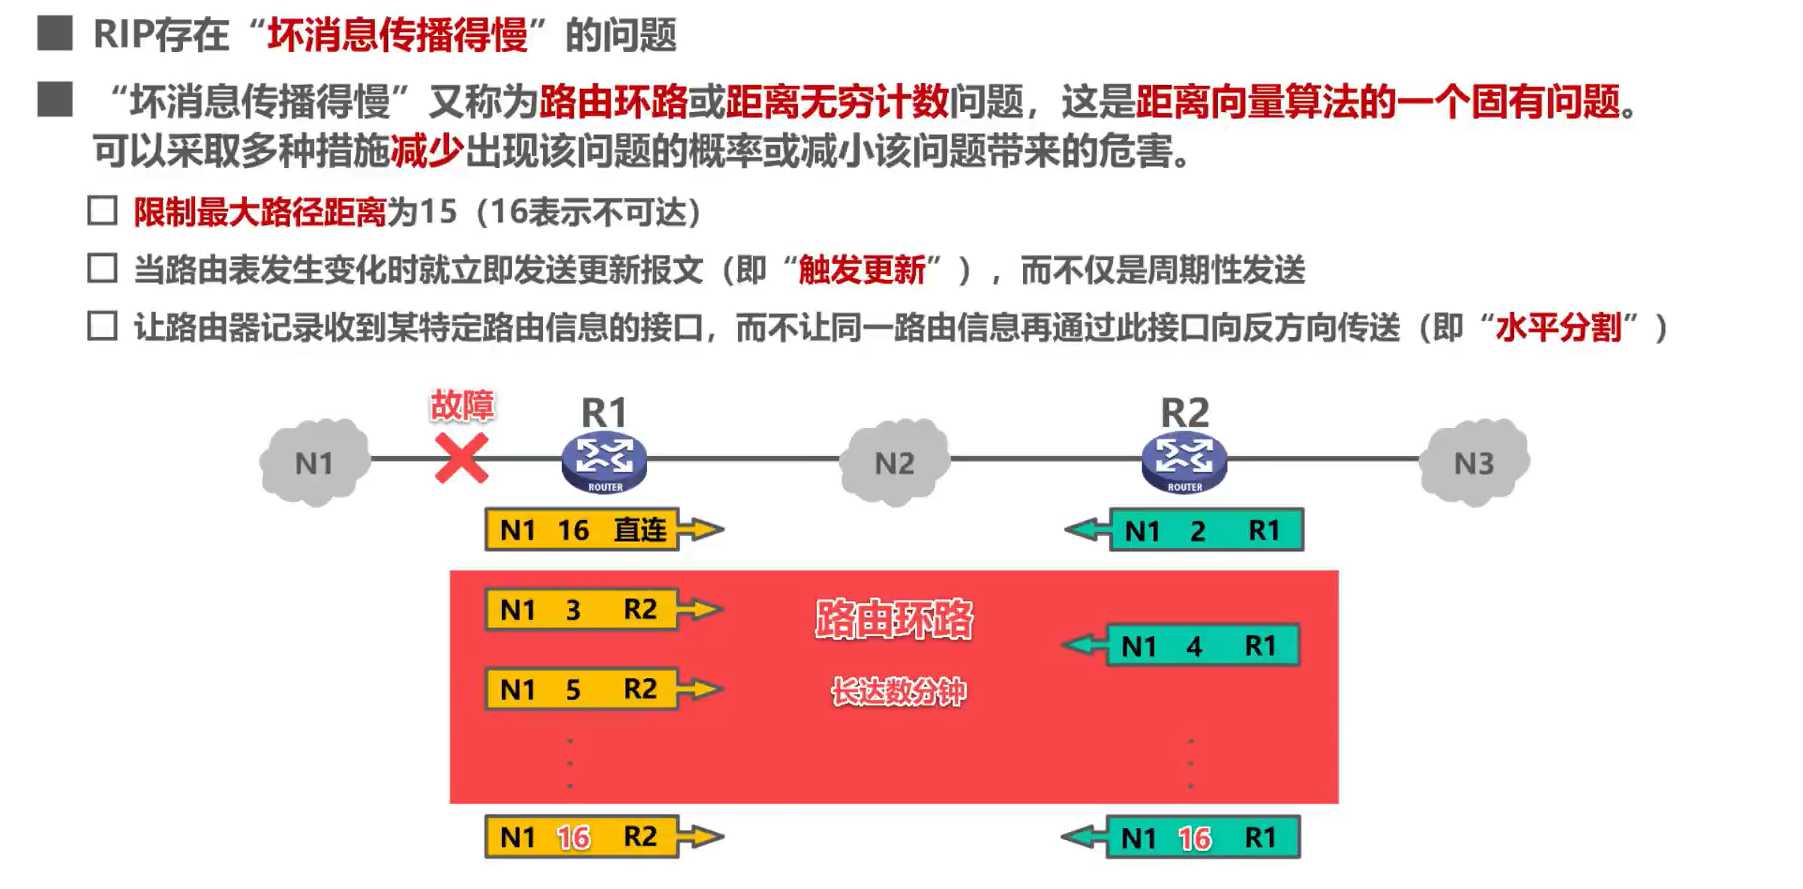 RIP存在“坏消息传播得慢”的问题
“坏消息传播得慢”又称为路由环路或距离无穷计数问题，这是距离向量算法的一个固有问题。
可以采取多种措施减少出现该问题的概率或减小该问题带来的危害。
限制最大路径距离为15（16表示不可达）
当路由表发生变化时就立即发送更新报文（即“触发更新”），而不仅是周期性发送
让路由器记录收到某特定路由信息的接口，而不让同一路由信息再通过此接口向反方向传送（即“水平分割”）
故障 R1 R2
N1 N2 N3
ROUTER ROUTER
N1 16 直连 N1 2 R1
N1 3 R2 路由环路
N1 4 R1
N1 5 R2 长达数分钟
N1 16 R2 N1 16 R1